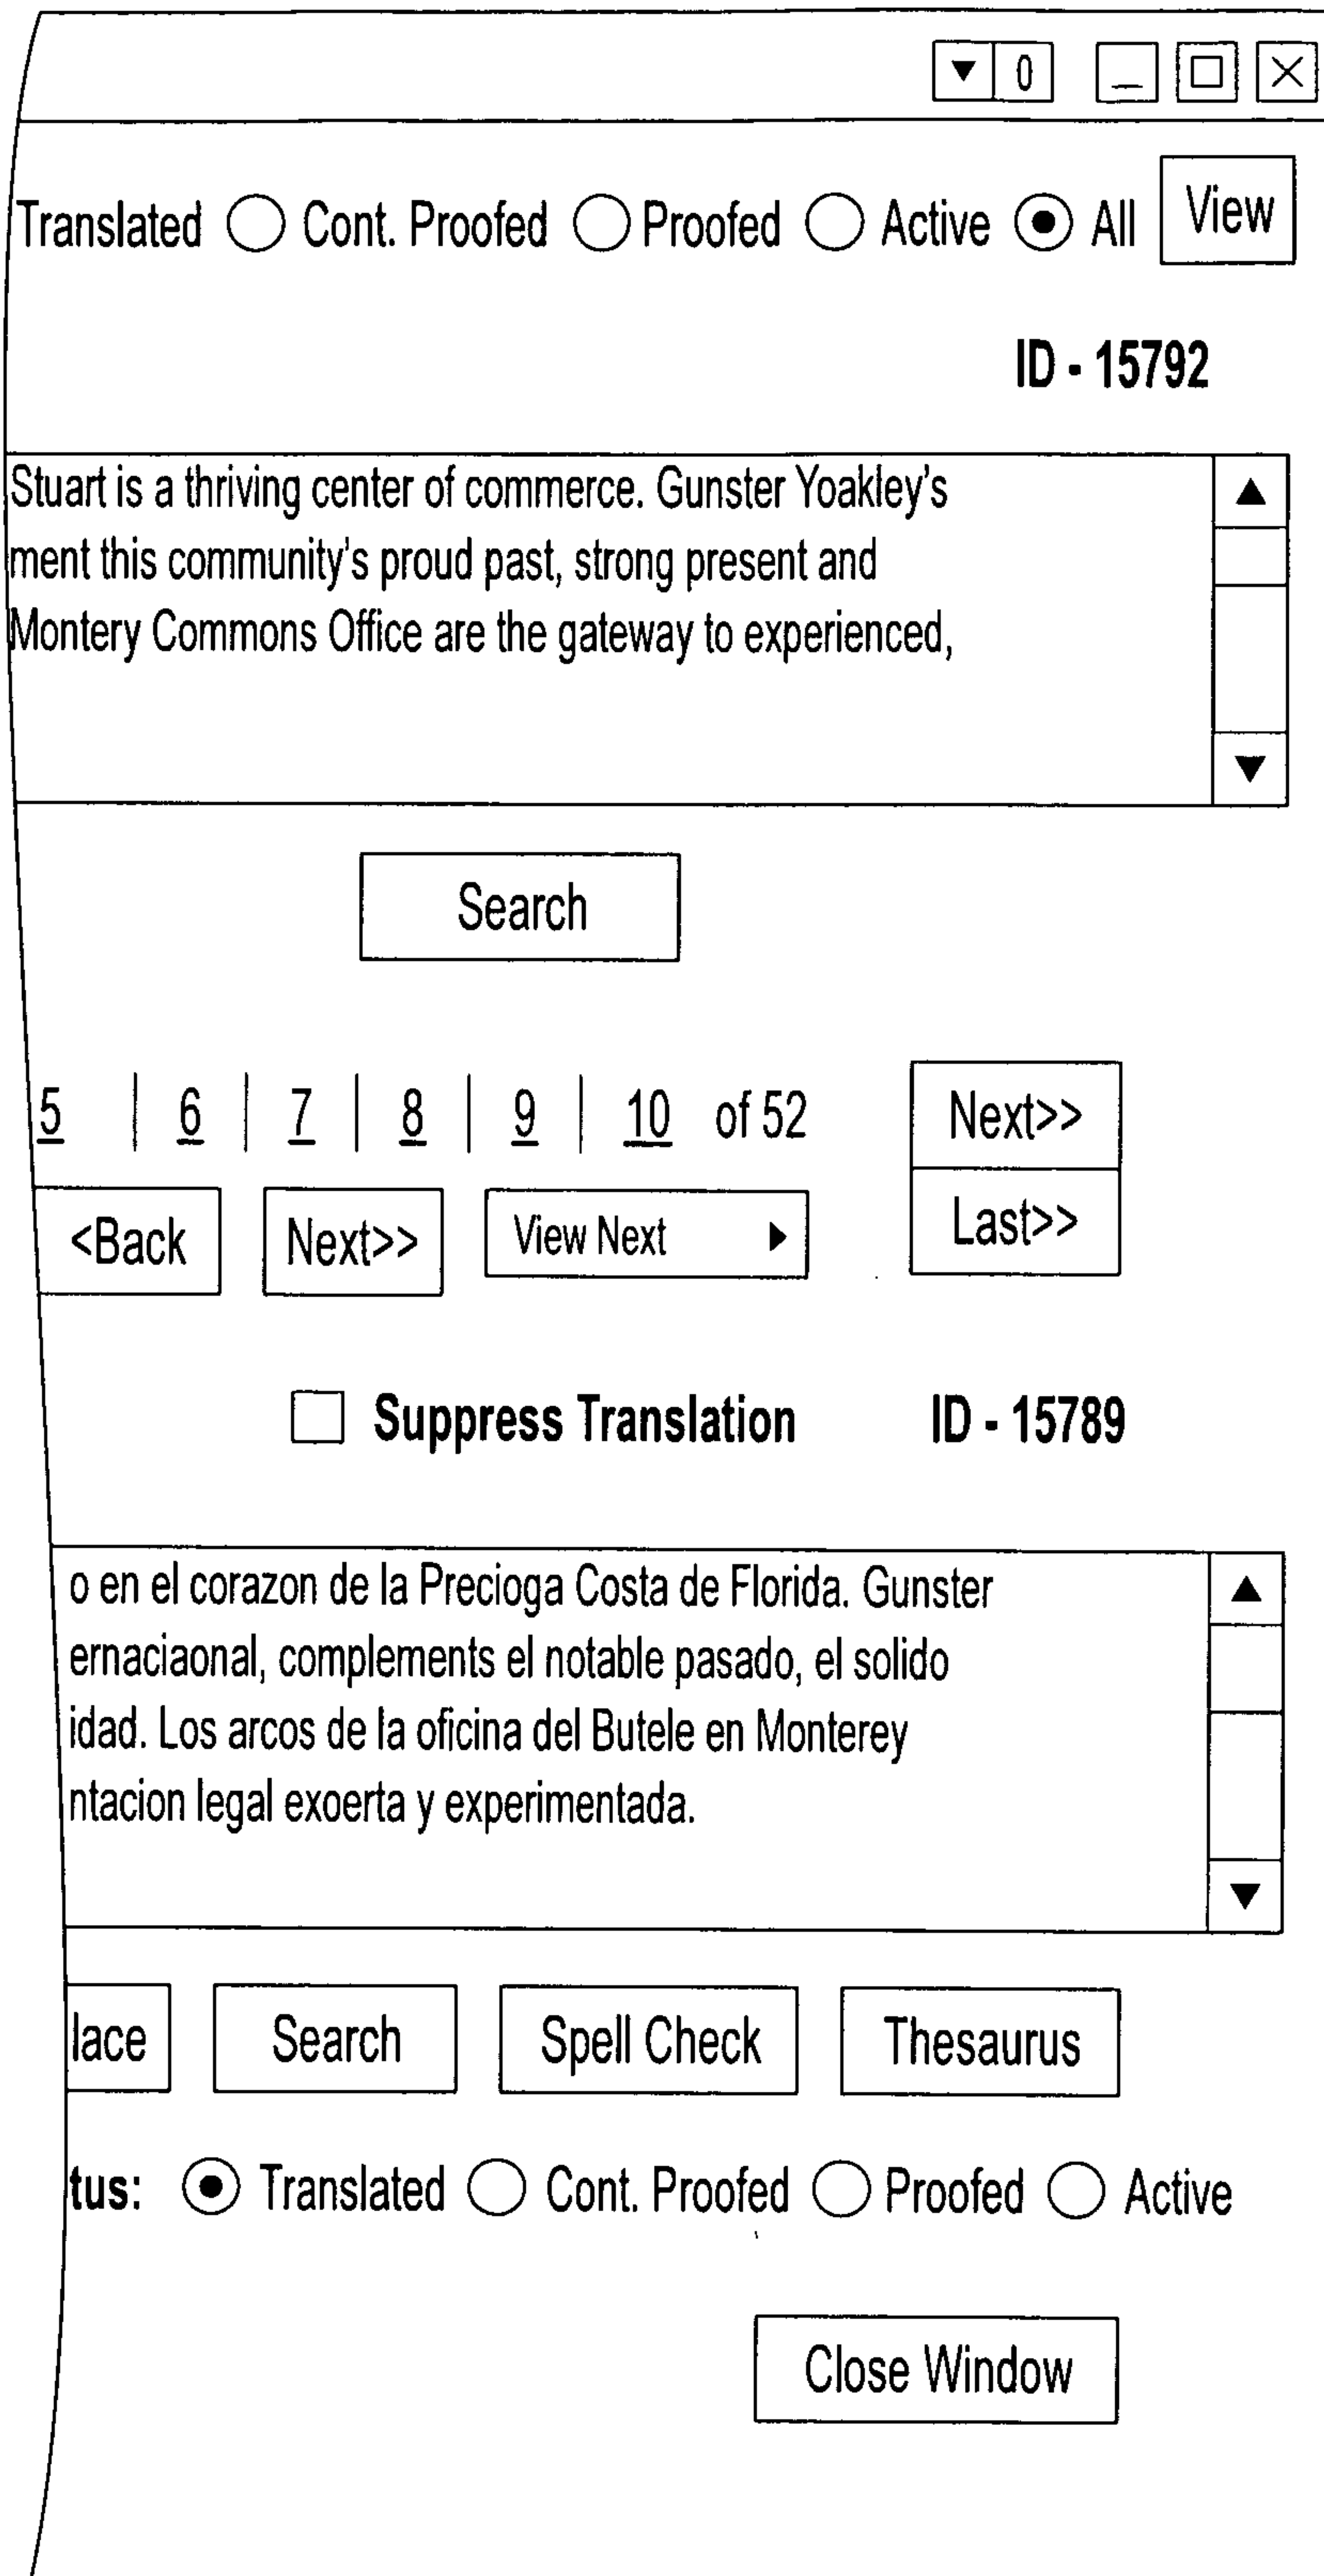 0
Translated Cont. Proofed Proofed Active All View
ID - 15792
Stuart is a thriving center of commerce. Gunster Yoakley's
ment this community's proud past, strong present and
Montery Commons Office are the gateway to experienced,
Search
5 | 6 | 7 | 8 | 9 | 10 of 52 Next>>
<Back Next>> View Next Last>>
Suppress Translation ID - 15789
o en el corazon de la Precioga Costa de Florida. Gunster
ernaciaonal, complements el notable pasado, el solido
idad. Los arcos de la oficina del Butele en Monterey
ntacion legal exoerta y experimentada.
lace Search Spell Check Thesaurus
tus: Translated Cont. Proofed Proofed Active
Close Window